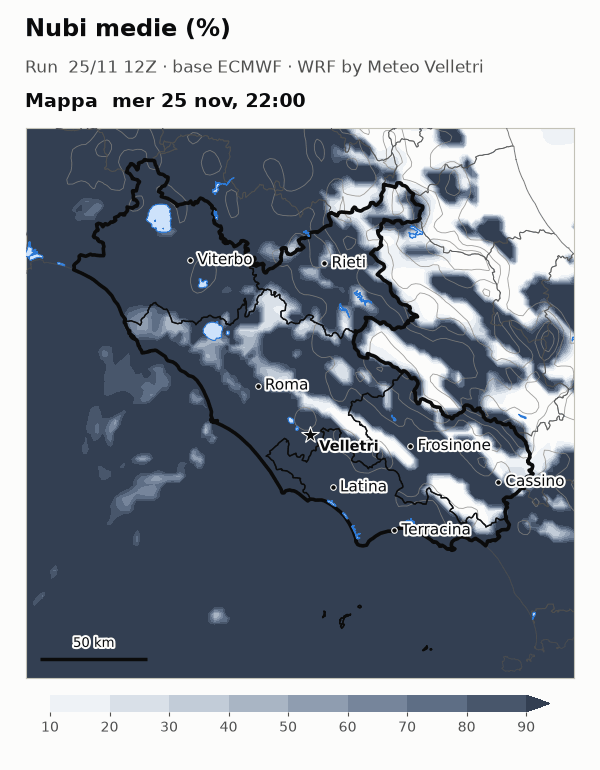 Nubi medie (%)
Run  25/11 12Z · base ECMWF · WRF by Meteo Velletri
Mappa  mer 25 nov, 22:00
Viterbo
Rieti
Roma
Velletri
Frosinone
Cassino
Latina
Terracina
50 km
10 20 30 40 50 60 70 80 90